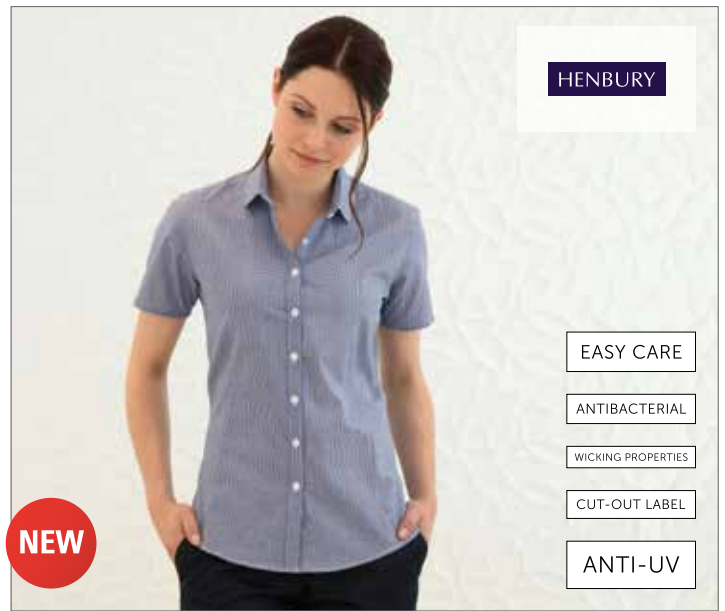 HENBURY
EASY CARE
ANTIBACTERIAL
WICKING PROPERTIES
CUT-OUT LABEL
NEW
ANTI-UV